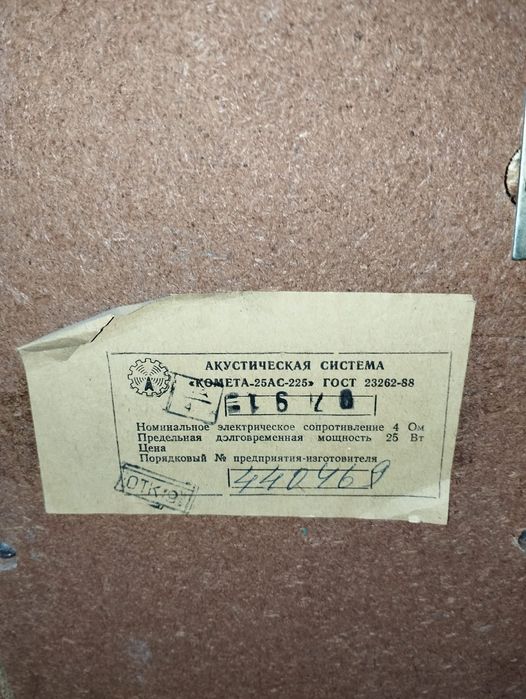 АКУСТИЧЕСКАЯ СИСТЕМА
«КОМЕТА-25АС-225» ГОСТ 23262-88
Номинальное электрическое сопротивление 4 Ом
Предельная долговременная мощность 25 Вт
Цена
Порядковый № предприятия-изготовителя
440469
ОТК